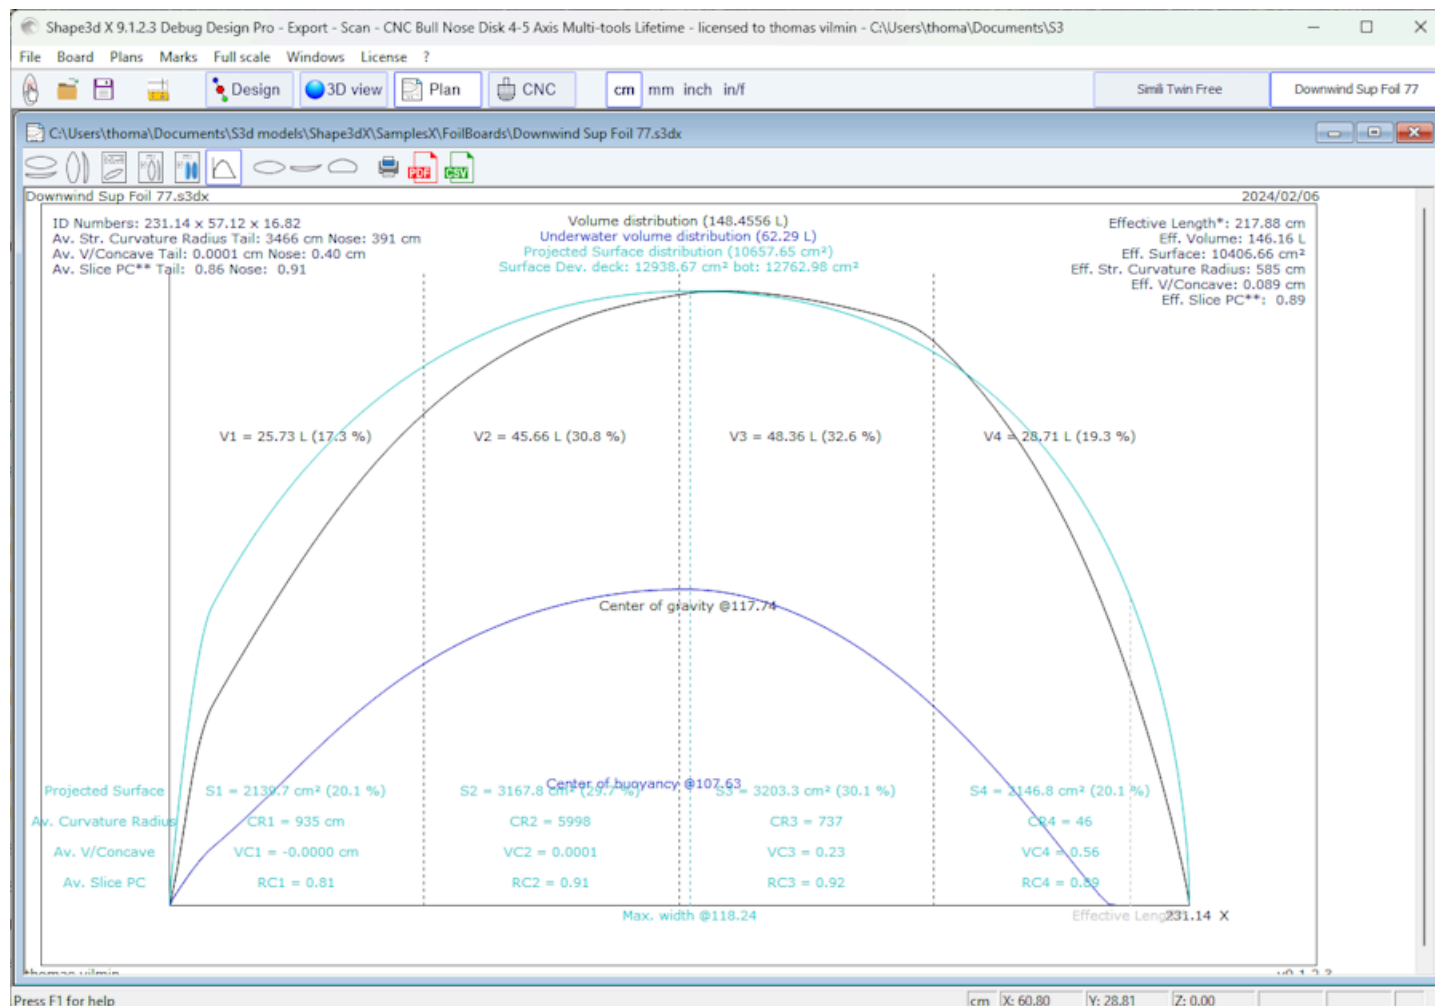 Shape3d X 9.1.2.3 Debug Design Pro - Export - Scan - CNC Bull Nose Disk 4-5 Axis Multi-tools Lifetime - licensed to thomas vilmin - C:\Users\thoma\Documents\S3
File Board Plans Marks Full scale Windows License ?
Design 3D view Plan CNC cm mm inch in/f Simili Twin Free Downwind Sup Foil 77
C:\Users\thoma\Documents\S3d models\Shape3dX\SamplesX\FoilBoards\Downwind Sup Foil 77.s3dx
PDF CSV
Downwind Sup Foil 77.s3dx 2024/02/06
ID Numbers: 231.14 x 57.12 x 16.82
Av. Str. Curvature Radius Tail: 3466 cm Nose: 391 cm
Av. V/Concave Tail: 0.0001 cm Nose: 0.40 cm
Av. Slice PC** Tail: 0.86 Nose: 0.91
Volume distribution (148.4556 L)
Underwater volume distribution (62.29 L)
Projected Surface distribution (10657.65 cm²)
Surface Dev. deck: 12938.67 cm² bot: 12762.98 cm²
Effective Length*: 217.88 cm
Eff. Volume: 146.16 L
Eff. Surface: 10406.66 cm²
Eff. Str. Curvature Radius: 585 cm
Eff. V/Concave: 0.089 cm
Eff. Slice PC**: 0.89
V1 = 25.73 L (17.3 %) V2 = 45.66 L (30.8 %) V3 = 48.36 L (32.6 %) V4 = 28.71 L (19.3 %)
Center of gravity @117.74
Center of buoyancy @107.63
Projected Surface S1 = 2139.7 cm² (20.1 %) S2 = 3167.8 cm² (29.7 %) S3 = 3203.3 cm² (30.1 %) S4 = 2146.8 cm² (20.1 %)
Av. Curvature Radius CR1 = 935 cm CR2 = 5998 CR3 = 737 CR4 = 46
Av. V/Concave VC1 = -0.0000 cm VC2 = 0.0001 VC3 = 0.23 VC4 = 0.56
Av. Slice PC RC1 = 0.81 RC2 = 0.91 RC3 = 0.92 RC4 = 0.89
Max. width @118.24 Effective Length 231.14 X
thomas vilmin v9.1.2.3
Press F1 for help cm X: 60.80 Y: 28.81 Z: 0.00